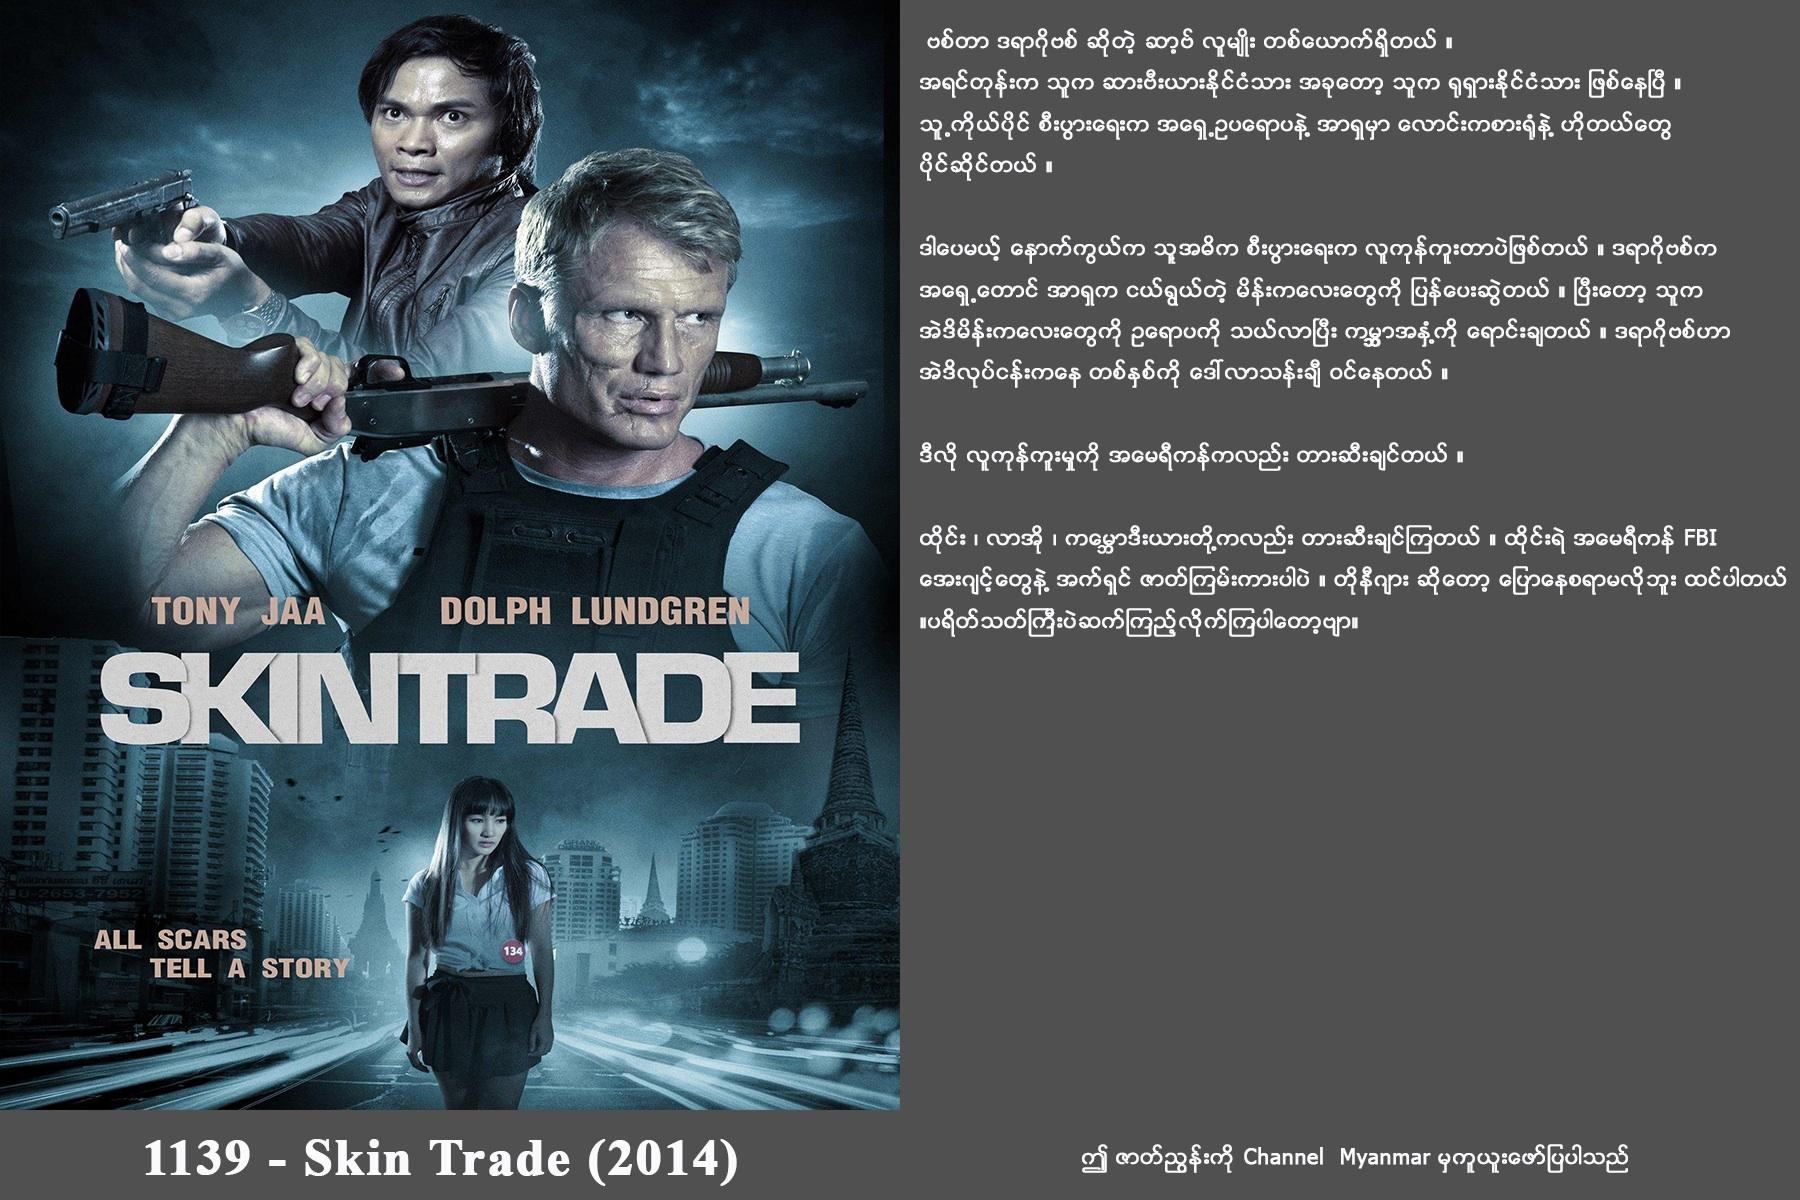 TONY JAA DOLPH LUNDGREN
SKINTRADE
GRAND
0-2653-7952
134
ALL SCARS
TELL A STORY
1139 - Skin Trade (2014)
ဗစ်တာ ဒရာဂိုဗစ် ဆိုတဲ့ ဆာ့ဗ် လူမျိုး တစ်ယောက်ရှိတယ် ။
အရင်တုန်းက သူက ဆားဗီးယားနိုင်ငံသား အခုတော့ သူက ရုရှားနိုင်ငံသား ဖြစ်နေပြီ ။
သူ့ကိုယ်ပိုင် စီးပွားရေးက အရှေ့ဥပရောပနဲ့ အာရှမှာ လောင်းကစားရုံနဲ့ ဟိုတယ်တွေ
ပိုင်ဆိုင်တယ် ။
ဒါပေမယ့် နောက်ကွယ်က သူအဓိက စီးပွားရေးက လူကုန်ကူးတာပဲဖြစ်တယ် ။ ဒရာဂိုဗစ်က
အရှေ့တောင် အာရှက ငယ်ရွယ်တဲ့ မိန်းကလေးတွေကို ပြန်ပေးဆွဲတယ် ။ ပြီးတော့ သူက
အဲဒိမိန်းကလေးတွေကို ဥရောပကို သယ်လာပြီး ကမ္ဘာအနှံ့ကို ရောင်းချတယ် ။ ဒရာဂိုဗစ်ဟာ
အဲဒိလုပ်ငန်းကနေ တစ်နှစ်ကို ဒေါ်လာသန်းချီ ဝင်နေတယ် ။
ဒီလို လူကုန်ကူးမှုကို အမေရိကန်ကလည်း တားဆီးချင်တယ် ။
ထိုင်း ၊ လာအို ၊ ကမ္ဘောဒီးယားတို့ကလည်း တားဆီးချင်ကြတယ် ။ ထိုင်းရဲ အမေရီကန် FBI
အေးဂျင့်တွေနဲ့ အက်ရှင် ဇာတ်ကြမ်းကားပါပဲ ။ တိုနီဂျား ဆိုတော့ ပြောနေစရာမလိုဘူး ထင်ပါတယ်
။ပရိတ်သတ်ကြီးပဲဆက်ကြည့်လိုက်ကြပါတော့ဗျာ။
ဤ ဇာတ်ညွှန်းကို Channel Myanmar မှကူယူးဖော်ပြပါသည်